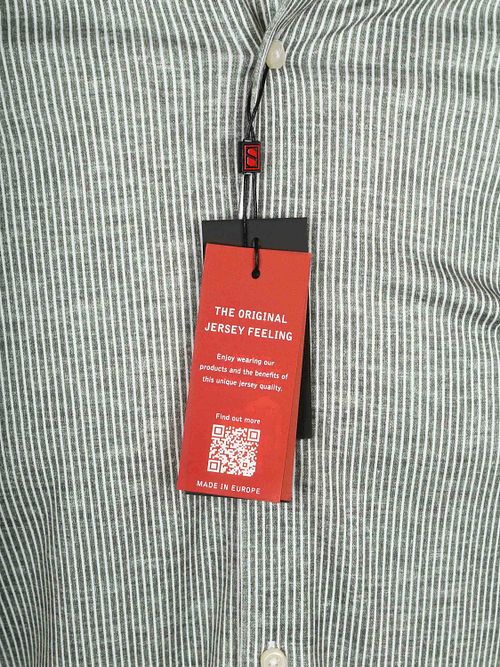 S
THE ORIGINAL
JERSEY FEELING
Enjoy wearing our
products and the benefits of
this unique jersey quality.
Find out more
MADE IN EUROPE